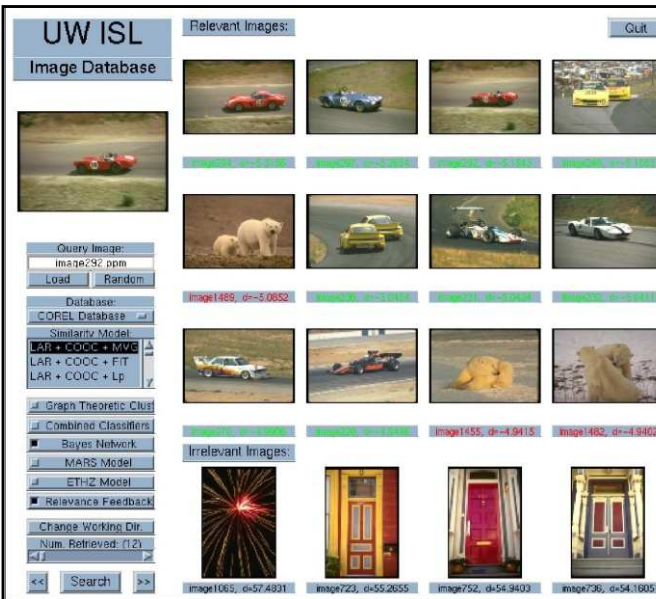 UW ISL
Image Database
Relevant Images:
Quit
Query Image:
image292.ppm
Load
Random
Database:
COREL Database
Similarity Model:
LAR + COOC + MVG
LAR + COOC + FIT
LAR + COOC + Lp
Graph Theoretic Clust
Combined Classifiers
Bayes Network
MARS Model
ETHZ Model
Relevance Feedback
Change Working Dir.
Num. Retrieved: (12)
<<
Search
>>
image1489, d=-5.0852
image1455, d=-4.9415
image1482, d=-4.9402
Irrelevant Images:
image1065, d=57.4831
image723, d=55.2655
image752, d=54.9403
image736, d=54.1605